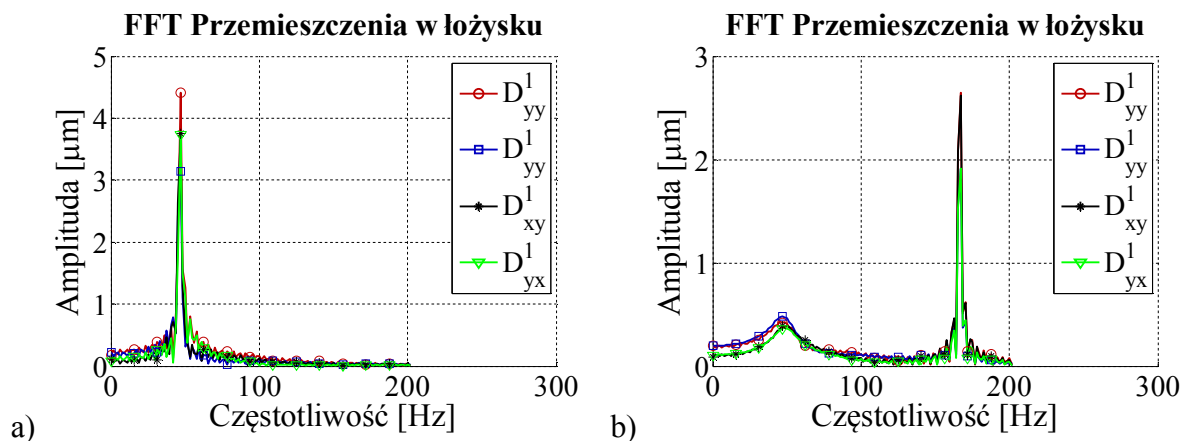 FFT Przemieszczenia w łożysku
Amplituda [μm]
5
4
3
2
1
0
0
100
200
300
Częstotliwość [Hz]
D¹yy
D¹yy
D¹xy
D¹yx
a)
FFT Przemieszczenia w łożysku
Amplituda [μm]
3
2
1
0
0
100
200
300
Częstotliwość [Hz]
D¹yy
D¹yy
D¹xy
D¹yx
b)